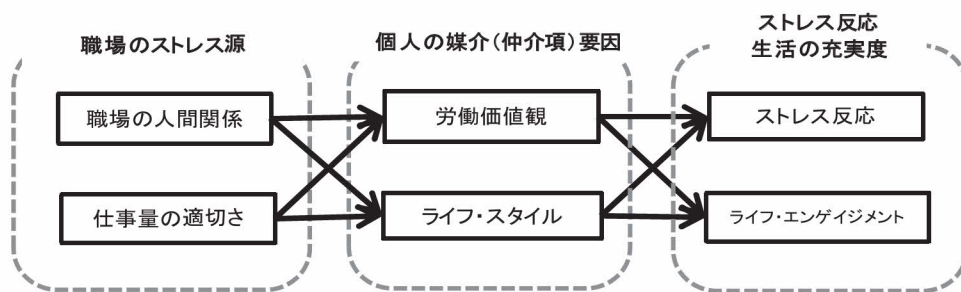 職場のストレス源
職場の人間関係
仕事量の適切さ
個人の媒介(仲介項)要因
労働価値観
ライフ・スタイル
ストレス反応
生活の充実度
ストレス反応
ライフ・エンゲイジメント